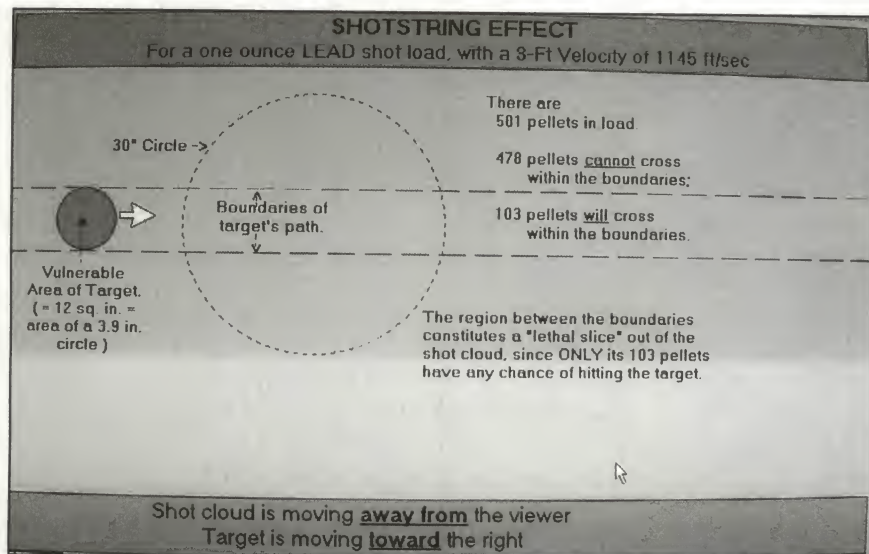 SHOTSTRING EFFECT
For a one ounce LEAD shot load, with a 3-Ft Velocity of 1145 ft/sec
30" Circle ->
Boundaries of
target's path.
Vulnerable
Area of Target.
( = 12 sq. in. =
area of a 3.9 in.
circle )
There are
501 pellets in load.
478 pellets cannot cross
within the boundaries;
103 pellets will cross
within the boundaries.
The region between the boundaries
constitutes a "lethal slice" out of the
shot cloud, since ONLY its 103 pellets
have any chance of hitting the target.
Shot cloud is moving away from the viewer
Target is moving toward the right